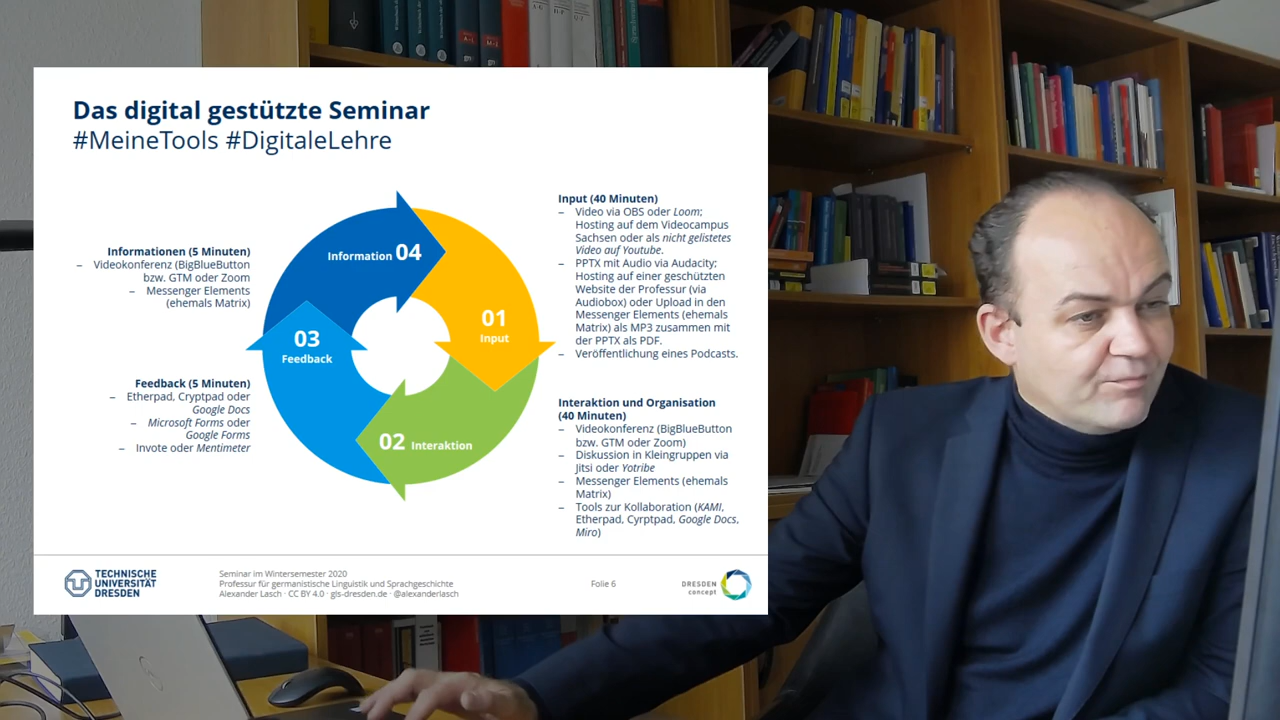 Das digital gestützte Seminar
#MeineTools #DigitaleLehre
Informationen (5 Minuten)
– Videokonferenz (BigBlueButton
bzw. GTM oder Zoom
– Messenger Elements
(ehemals Matrix)
Feedback (5 Minuten)
– Etherpad, Cryptpad oder
Google Docs
– Microsoft Forms oder
Google Forms
– Invote oder Mentimeter
Information 04
01
Input
03
Feedback
02 Interaktion
Input (40 Minuten)
– Video via OBS oder Loom;
Hosting auf dem Videocampus
Sachsen oder als nicht gelistetes
Video auf Youtube.
– PPTX mit Audio via Audacity;
Hosting auf einer geschützten
Website der Professur (via
Audiobox) oder Upload in den
Messenger Elements (ehemals
Matrix) als MP3 zusammen mit
der PPTX als PDF.
– Veröffentlichung eines Podcasts.
Interaktion und Organisation
(40 Minuten)
– Videokonferenz (BigBlueButton
bzw. GTM oder Zoom)
– Diskussion in Kleingruppen via
Jitsi oder Yotribe
– Messenger Elements (ehemals
Matrix)
– Tools zur Kollaboration (KAMI,
Etherpad, Cyrptpad, Google Docs,
Miro)
TECHNISCHE
UNIVERSITÄT
DRESDEN
Seminar im Wintersemester 2020
Professur für germanistische Linguistik und Sprachgeschichte
Alexander Lasch · CC BY 4.0 · gls-dresden.de · @alexanderlasch
Folie 6
DRESDEN
concept